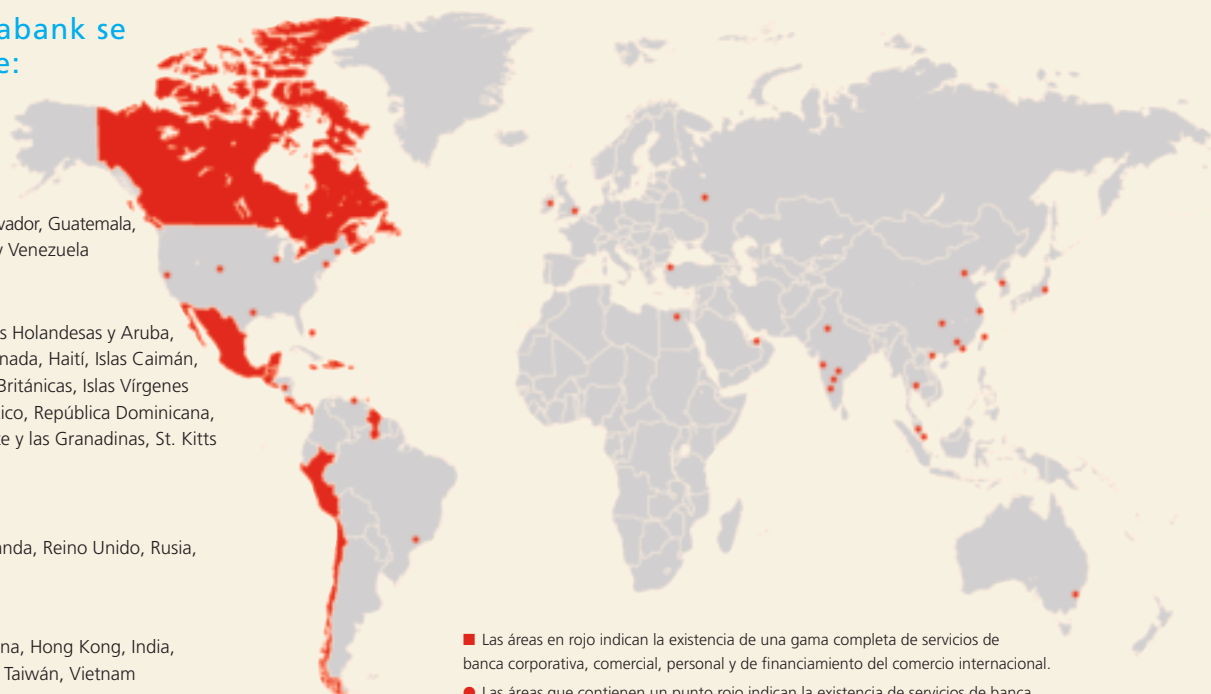 abank se
e:
vador, Guatemala,
y Venezuela
s Holandesas y Aruba,
nada, Haití, Islas Caimán,
Británicas, Islas Vírgenes
ico, República Dominicana,
e y las Granadinas, St. Kitts
anda, Reino Unido, Rusia,
na, Hong Kong, India,
Taiwán, Vietnam
Las áreas en rojo indican la existencia de una gama completa de servicios de
banca corporativa, comercial, personal y de financiamiento del comercio internacional.
Las áreas que contienen un punto rojo indican la existencia de servicios de banca